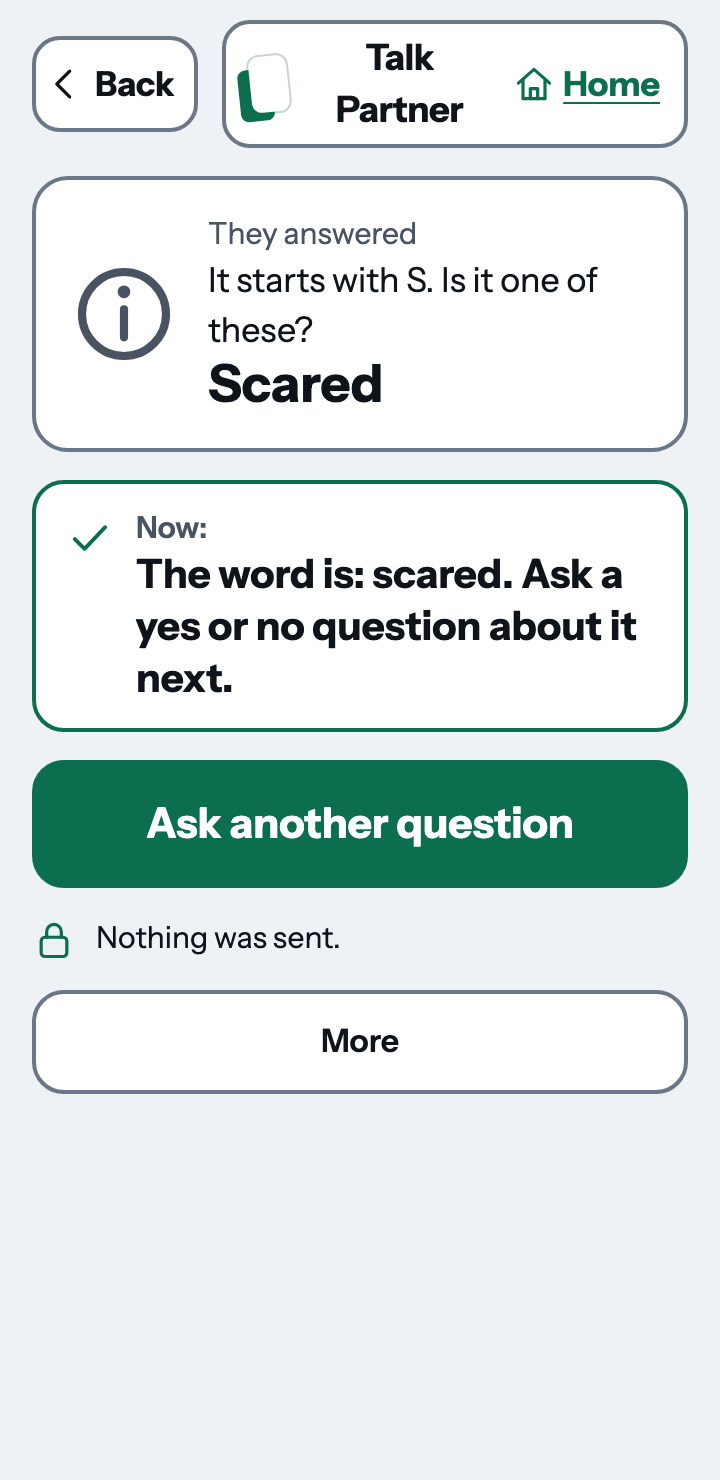 Back
Talk
Partner
Home
They answered
It starts with S. Is it one of
these?
Scared
Now:
The word is: scared. Ask a
yes or no question about it
next.
Ask another question
Nothing was sent.
More